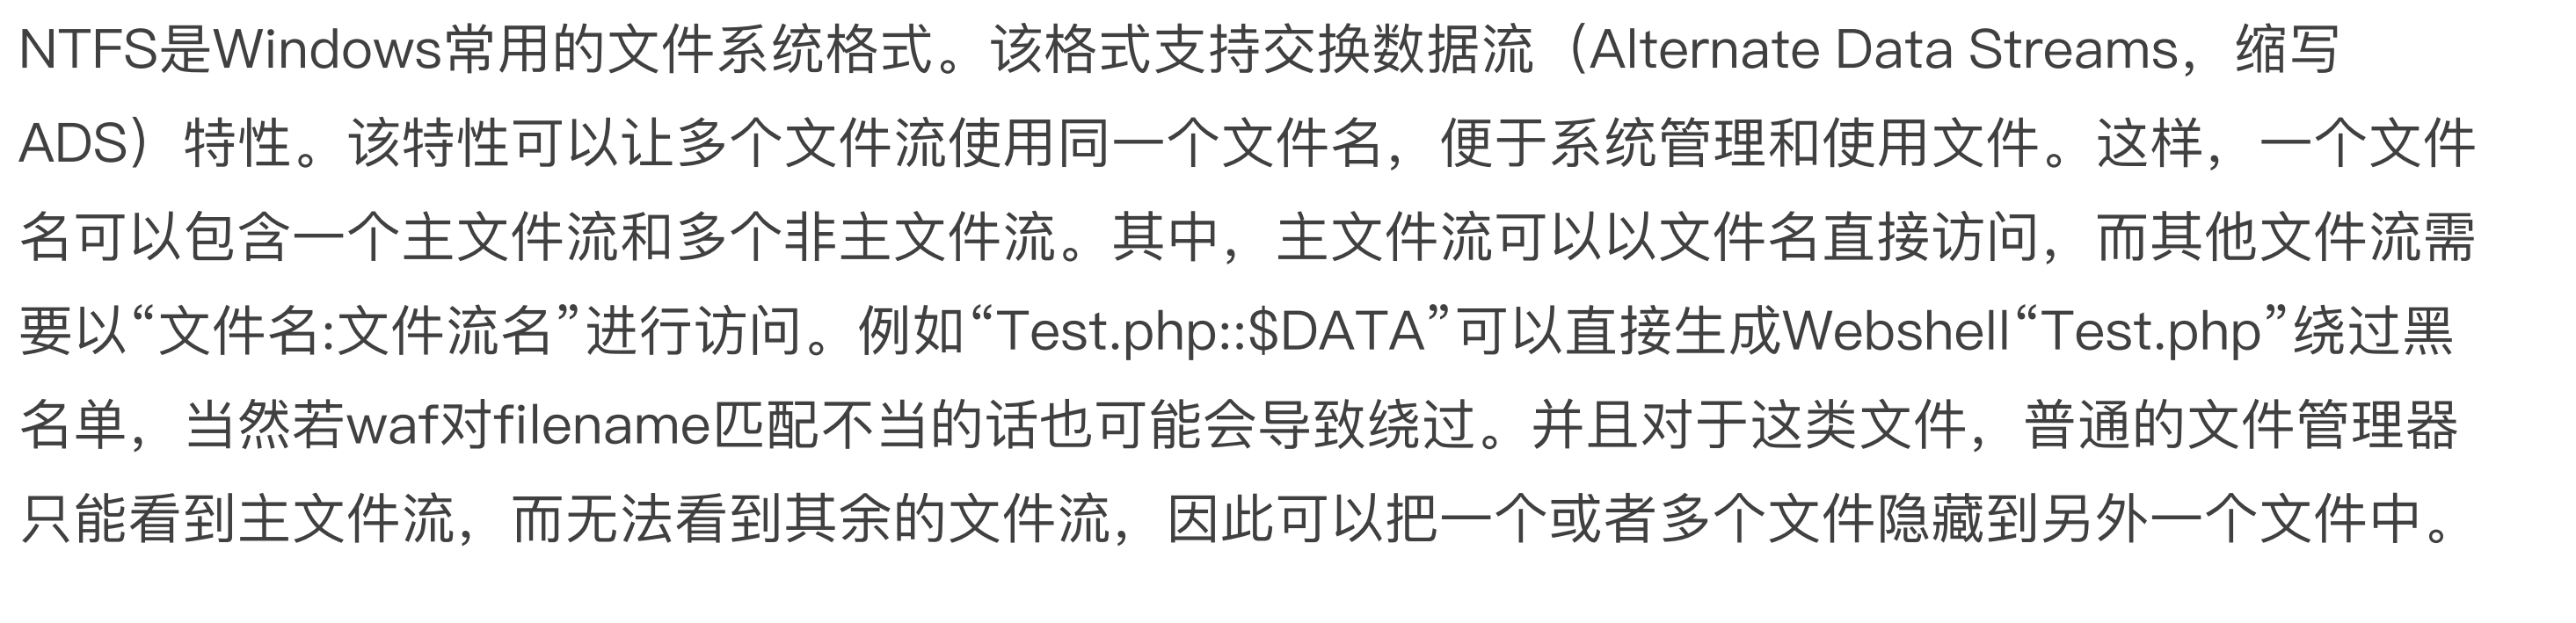 NTFS是Windows常用的文件系统格式。该格式支持交换数据流（Alternate Data Streams，缩写
ADS）特性。该特性可以让多个文件流使用同一个文件名，便于系统管理和使用文件。这样，一个文件
名可以包含一个主文件流和多个非主文件流。其中，主文件流可以以文件名直接访问，而其他文件流需
要以“文件名:文件流名”进行访问。例如“Test.php::$DATA”可以直接生成Webshell“Test.php”绕过黑
名单，当然若waf对filename匹配不当的话也可能会导致绕过。并且对于这类文件，普通的文件管理器
只能看到主文件流，而无法看到其余的文件流，因此可以把一个或者多个文件隐藏到另外一个文件中。